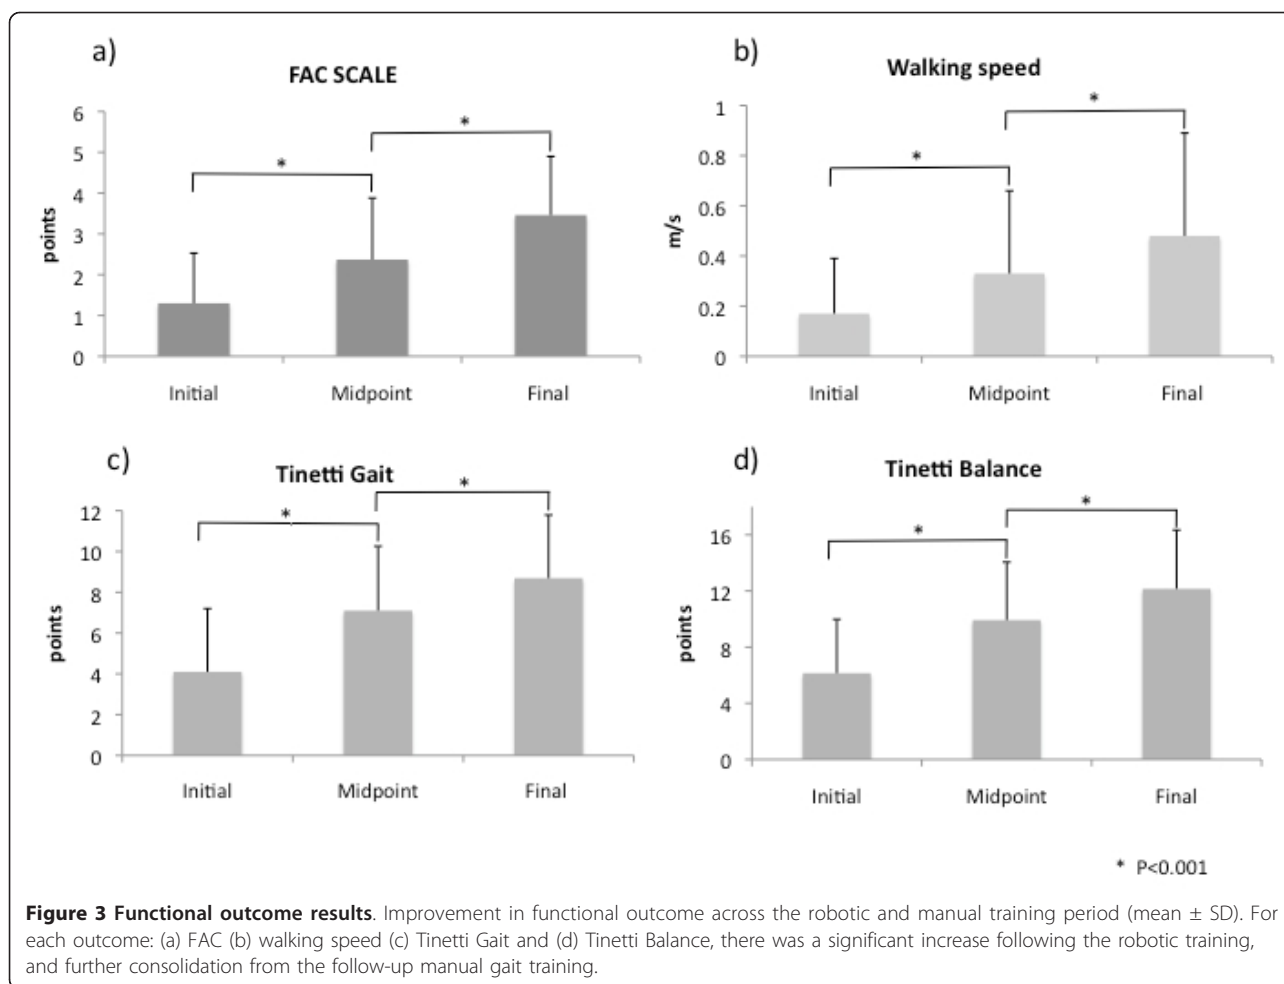 a)
FAC SCALE
6
5
4
3
2
1
0
points
*
*
Initial Midpoint Final
b)
Walking speed
1
0.8
0.6
0.4
0.2
0
m/s
*
*
Initial Midpoint Final
c)
Tinetti Gait
12
10
8
6
4
2
0
points
*
*
Initial Midpoint Final
d)
Tinetti Balance
16
12
8
4
0
points
*
*
Initial Midpoint Final
* P<0.001
Figure 3 Functional outcome results. Improvement in functional outcome across the robotic and manual training period (mean ± SD). For
each outcome: (a) FAC (b) walking speed (c) Tinetti Gait and (d) Tinetti Balance, there was a significant increase following the robotic training,
and further consolidation from the follow-up manual gait training.